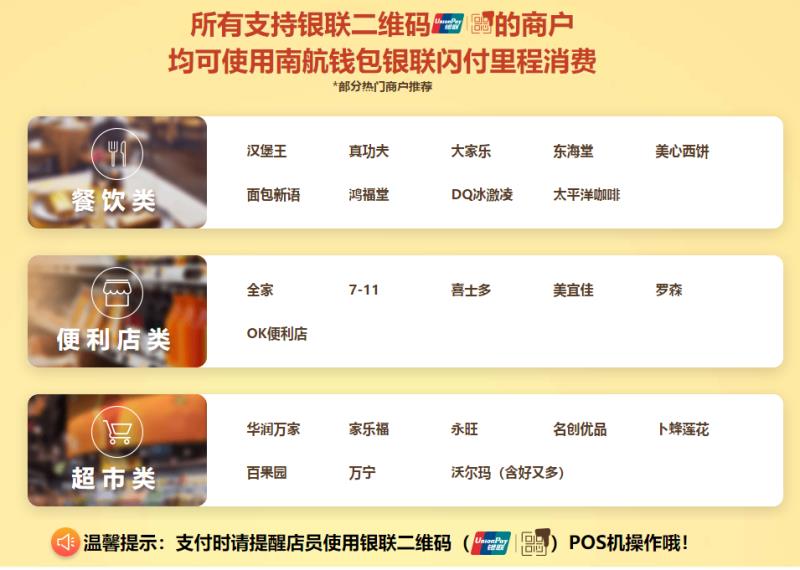 所有支持银联二维码 UnionPay 银联 的商户
均可使用南航钱包银联闪付里程消费
*部分热门商户推荐
餐饮类
汉堡王 真功夫 大家乐 东海堂 美心西饼
面包新语 鸿福堂 DQ冰激凌 太平洋咖啡
便利店类
全家 7-11 喜士多 美宜佳 罗森
OK便利店
超市类
华润万家 家乐福 永旺 名创优品 卜蜂莲花
百果园 万宁 沃尔玛（含好又多）
温馨提示：支付时请提醒店员使用银联二维码（UnionPay 银联）POS机操作哦！